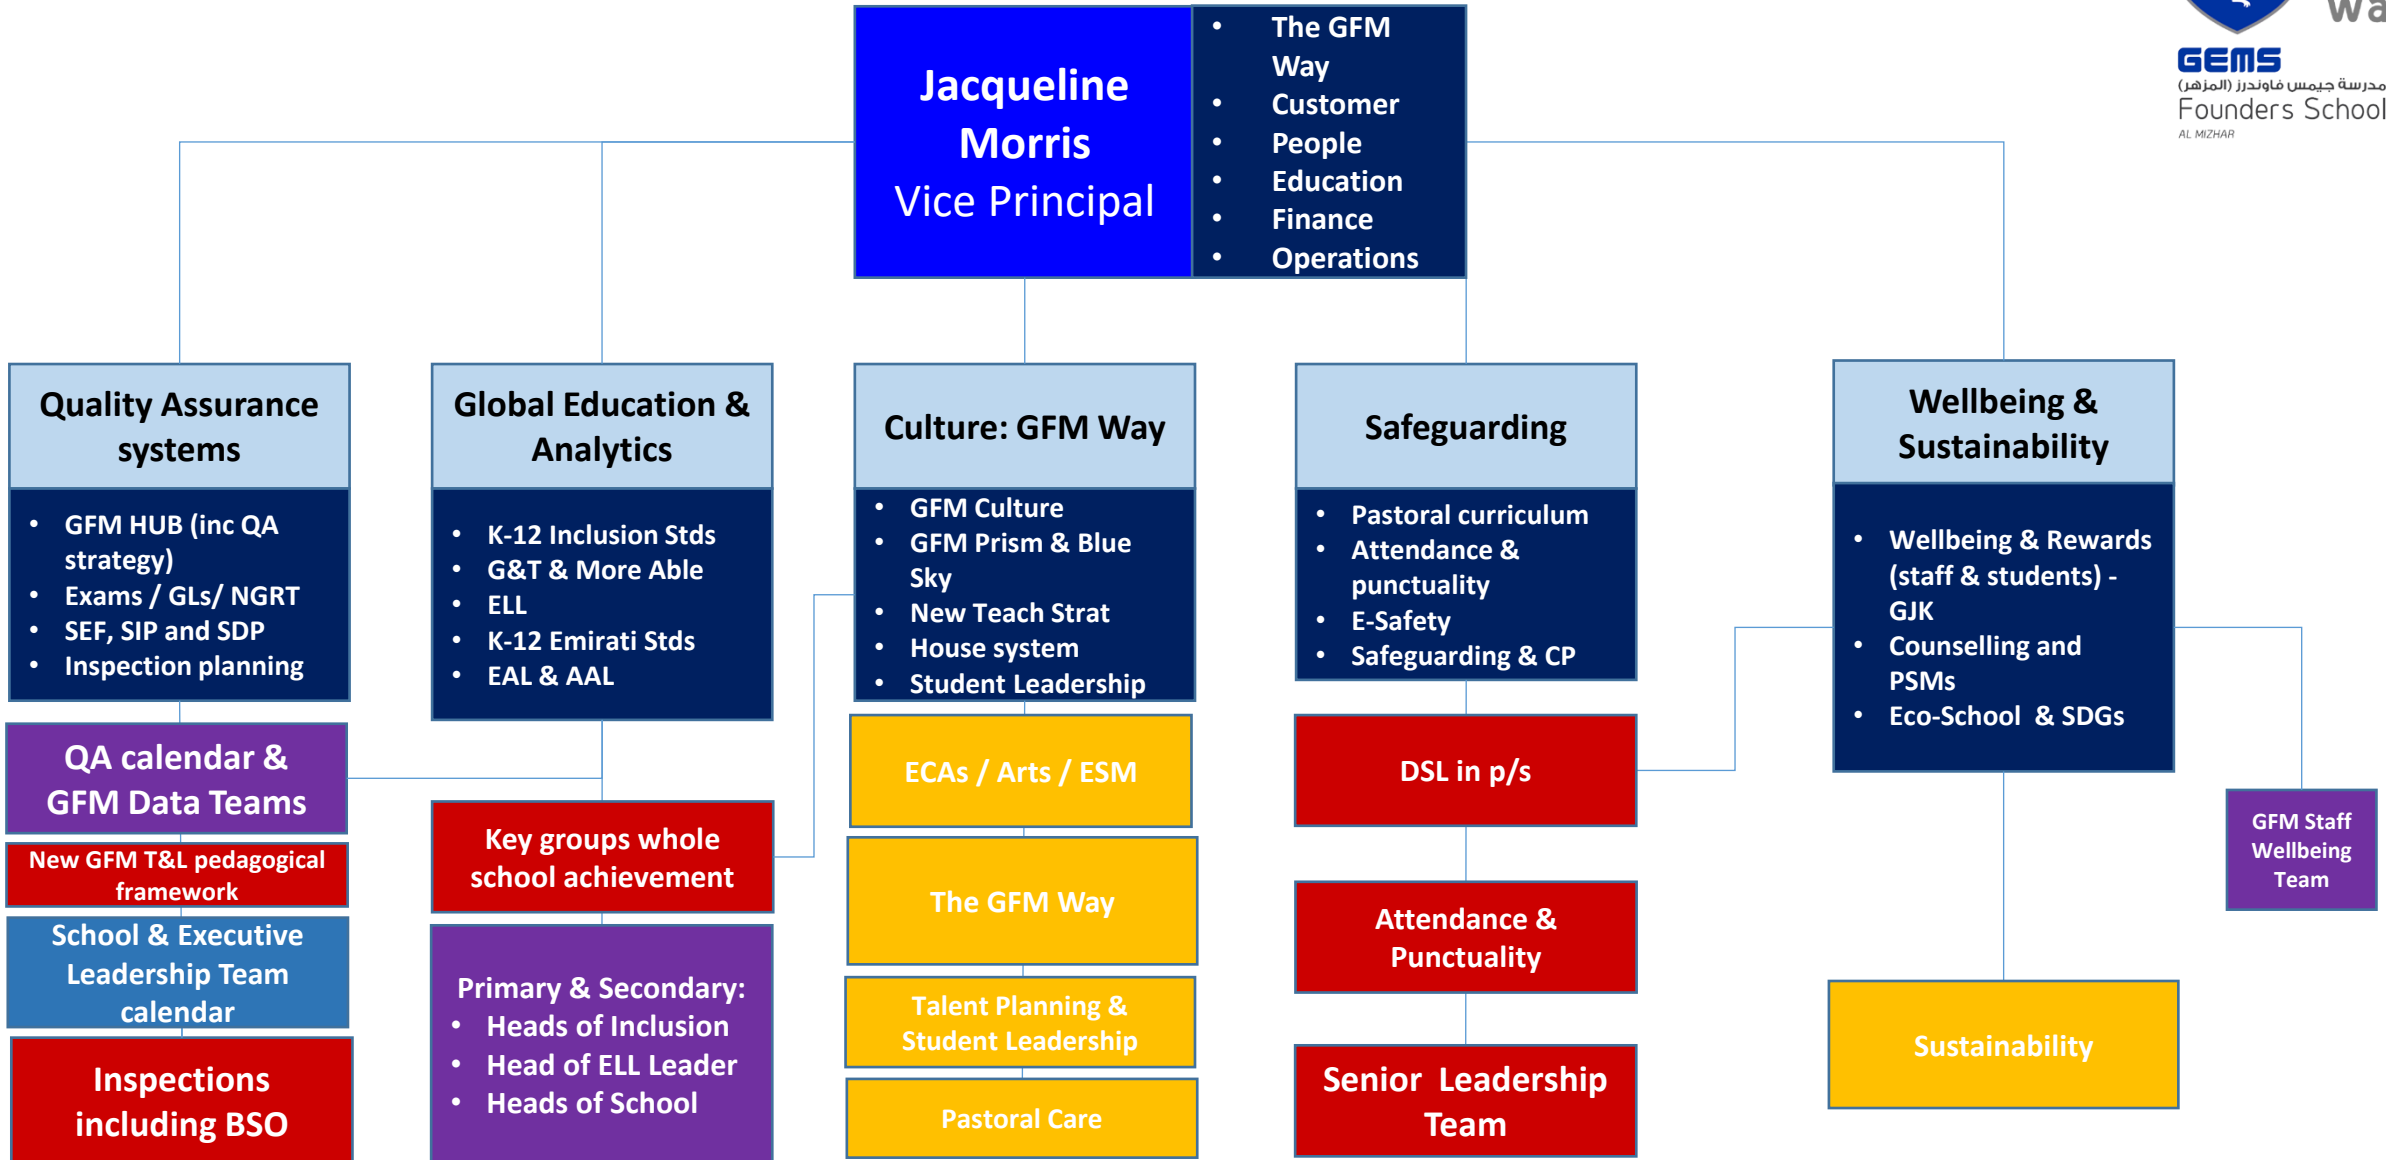 Jacqueline
Morris
Vice Principal
• The GFM
Way
• Customer
• People
• Education
• Finance
• Operations
GEMS
مدرسة جيمس فاوندرز (المزهر)
Founders School
AL MIZHAR
Quality Assurance
systems
• GFM HUB (inc QA
strategy)
• Exams / GLs/ NGRT
• SEF, SIP and SDP
• Inspection planning
QA calendar &
GFM Data Teams
New GFM T&L pedagogical
framework
School & Executive
Leadership Team
calendar
Inspections
including BSO
Global Education &
Analytics
• K-12 Inclusion Stds
• G&T & More Able
• ELL
• K-12 Emirati Stds
• EAL & AAL
Key groups whole
school achievement
Primary & Secondary:
• Heads of Inclusion
• Head of ELL Leader
• Heads of School
Culture: GFM Way
• GFM Culture
• GFM Prism & Blue
Sky
• New Teach Strat
• House system
• Student Leadership
ECAs / Arts / ESM
The GFM Way
Talent Planning &
Student Leadership
Pastoral Care
Safeguarding
• Pastoral curriculum
• Attendance &
punctuality
• E-Safety
• Safeguarding & CP
DSL in p/s
Attendance &
Punctuality
Senior Leadership
Team
Wellbeing &
Sustainability
• Wellbeing & Rewards
(staff & students) -
GJK
• Counselling and
PSMs
• Eco-School & SDGs
GFM Staff
Wellbeing
Team
Sustainability